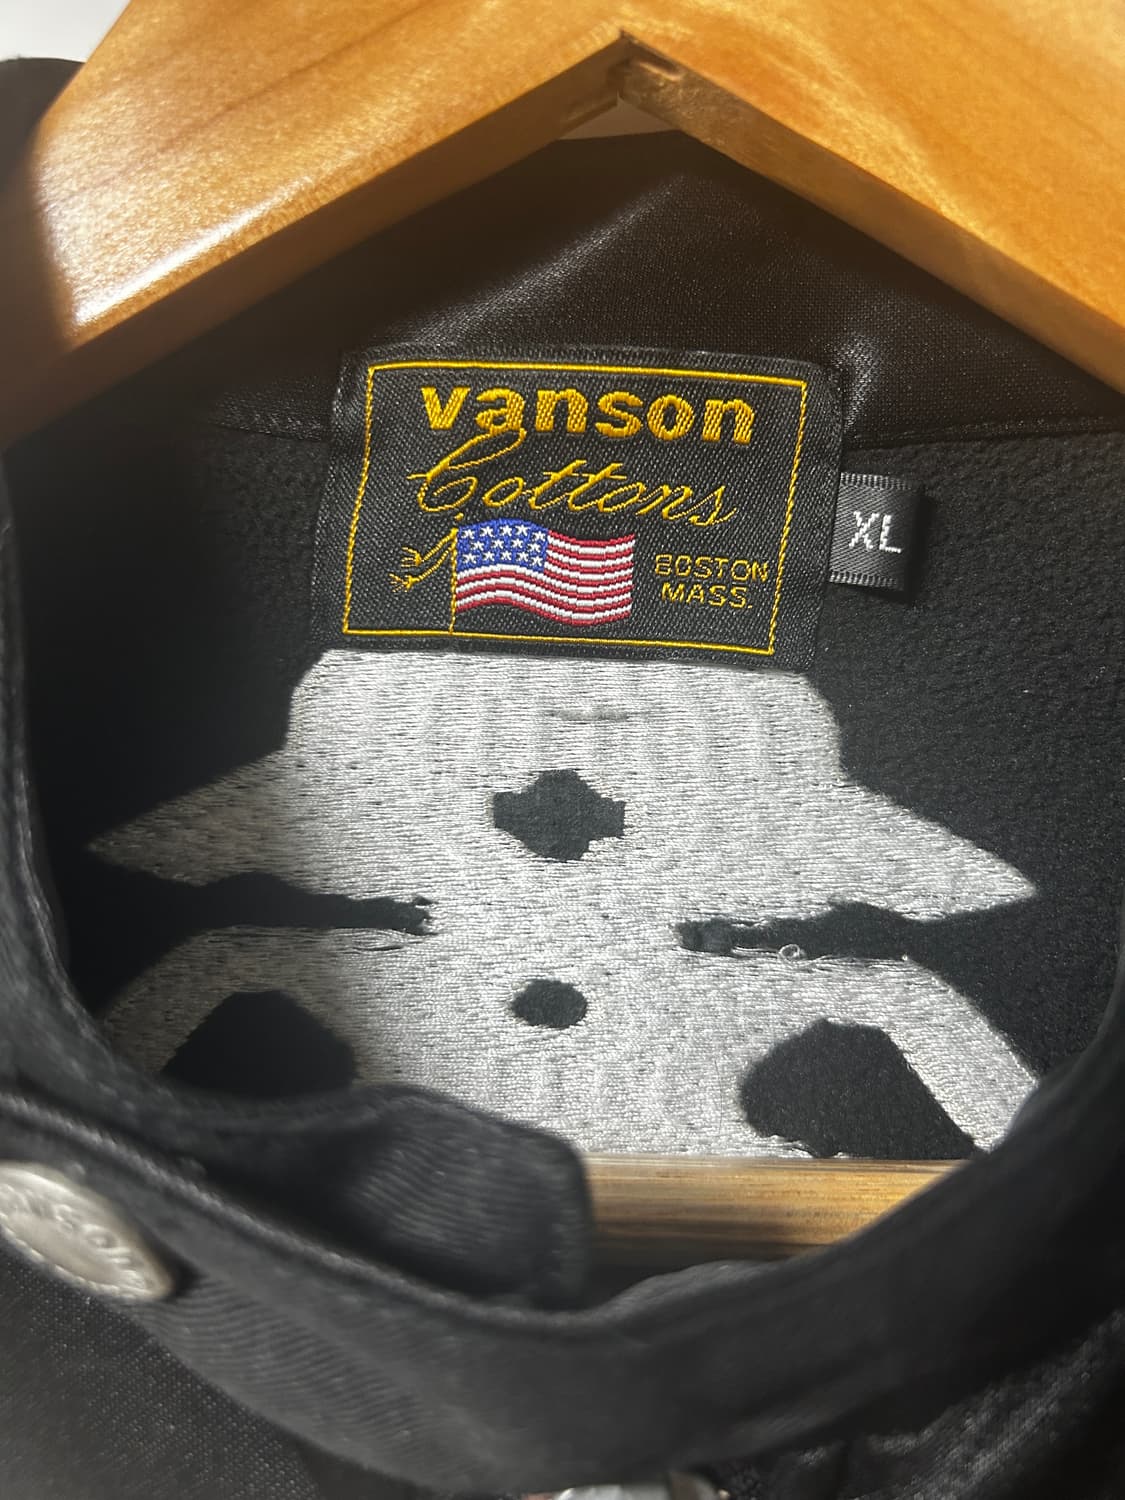 vanson
Cottons
BOSTON
MASS.
XL